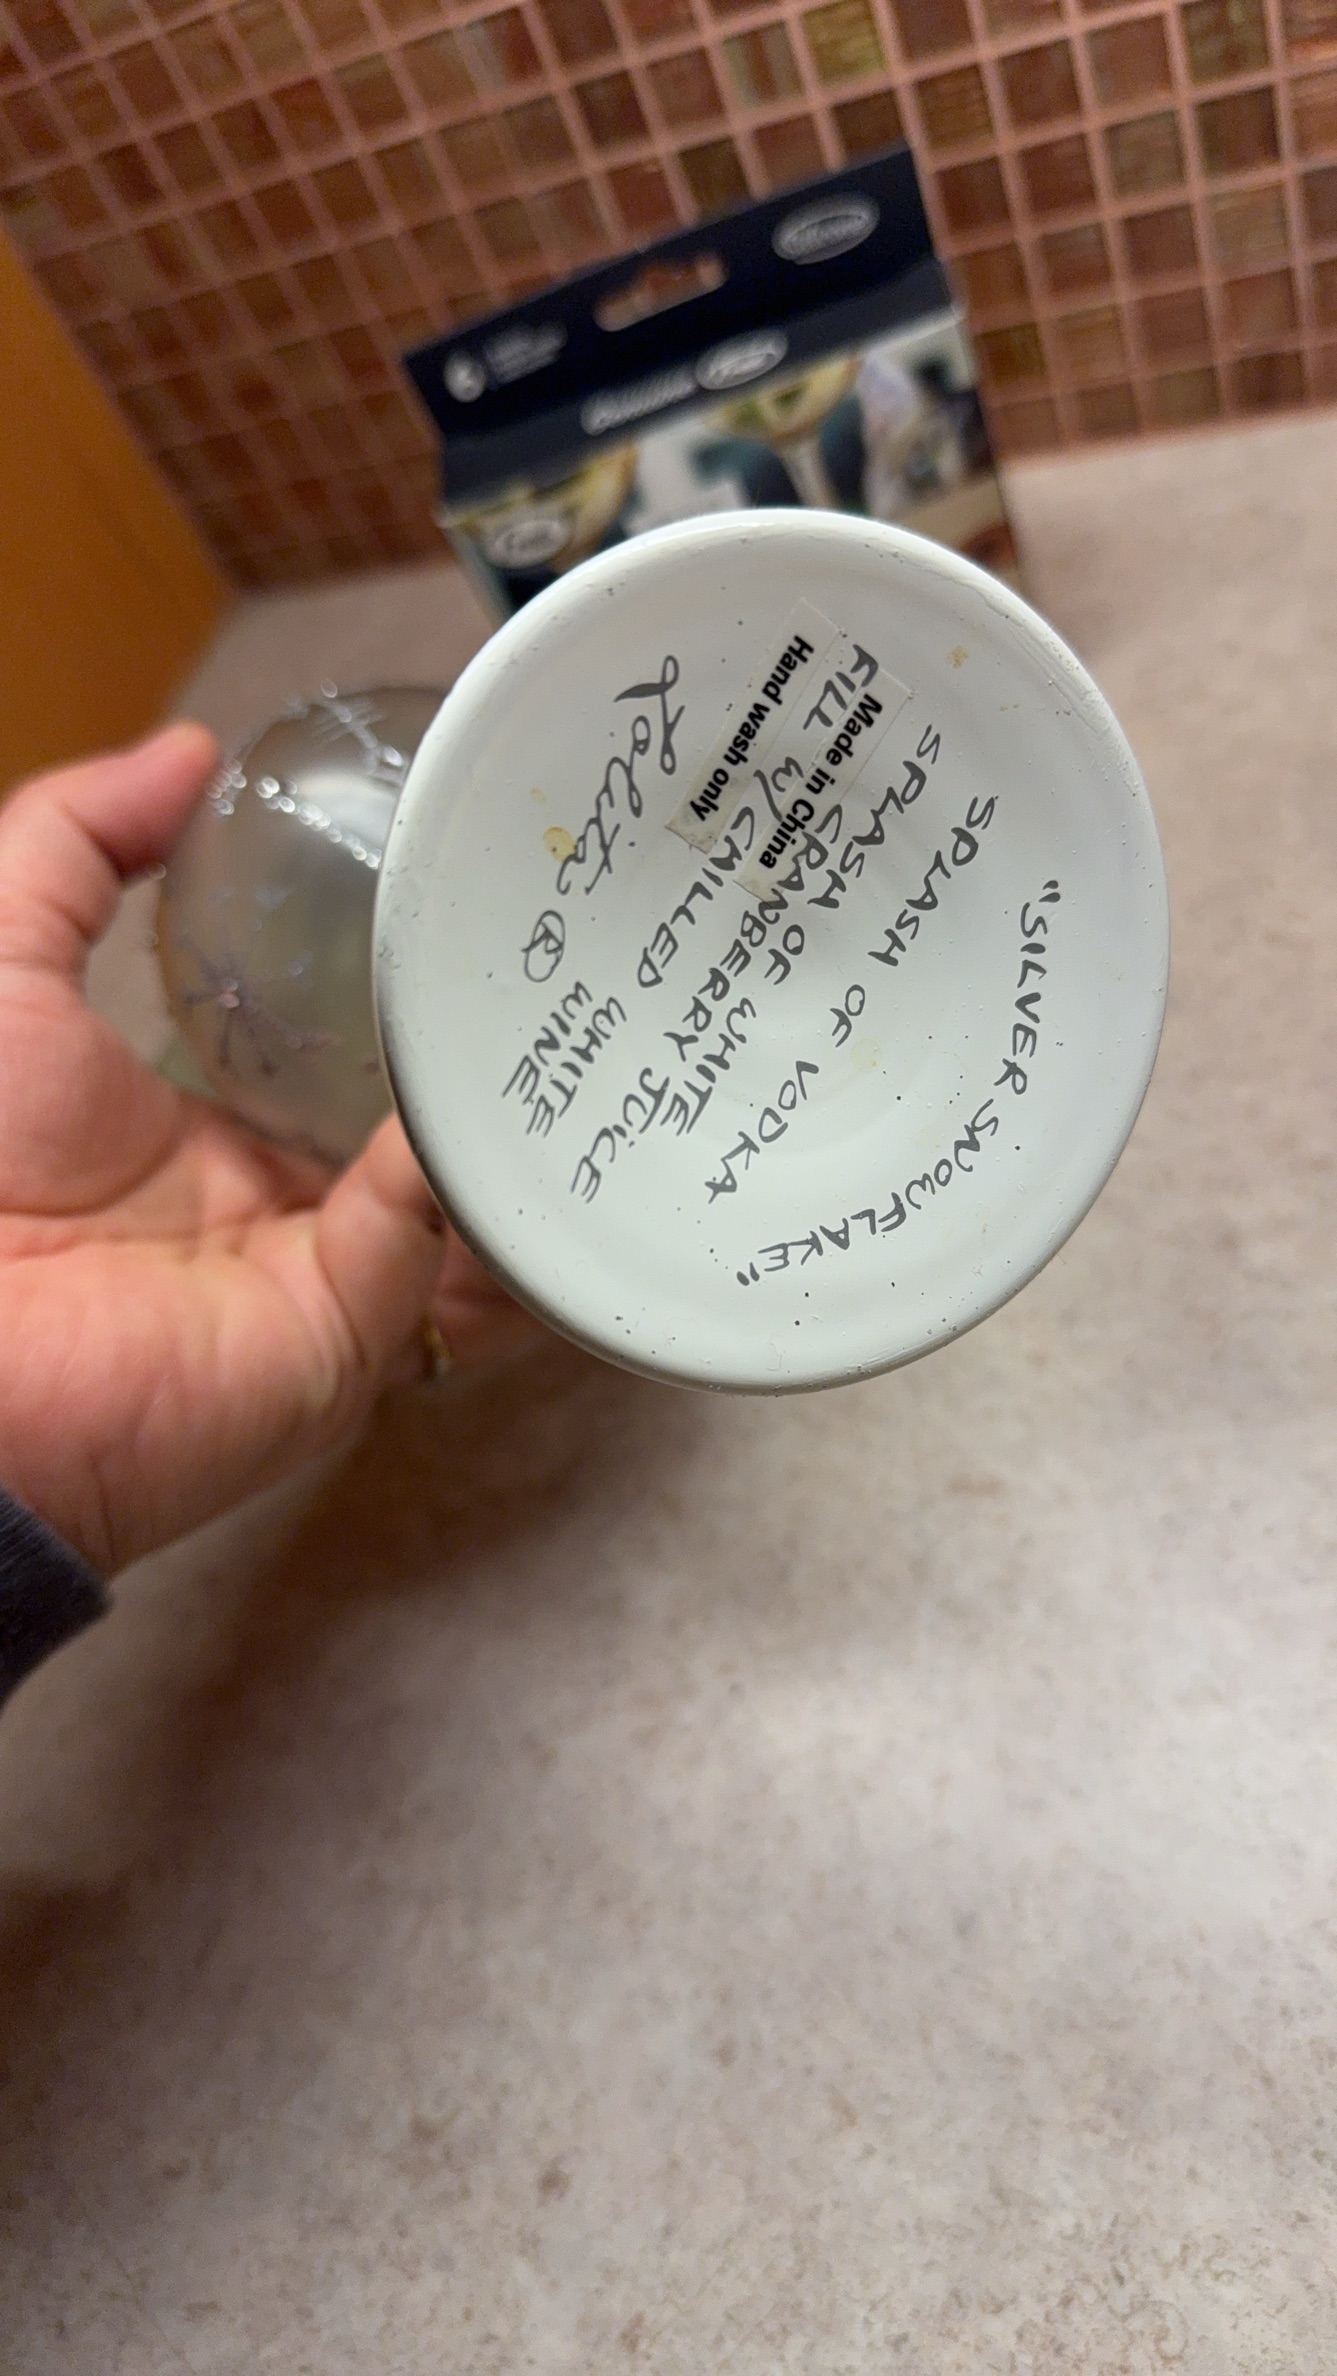 "SILVER SNOWFLAKE"
SPLASH OF VODKA
SPLASH OF WHITE
CRANBERRY JUiCE
FILL W/ CHILLED WHITE
WINE
Lolita ®
Made in China
Hand wash only